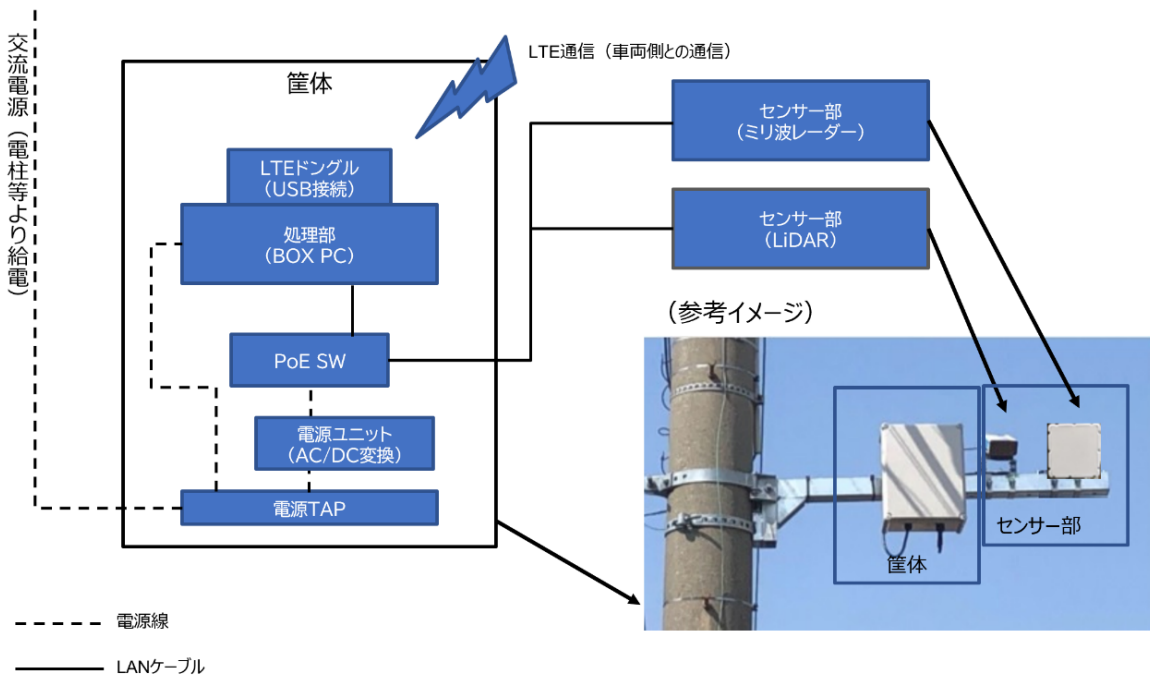 交流電源（電柱等より給電）
筐体
LTE通信（車両側との通信）
LTEドングル
（USB接続）
処理部
（BOX PC）
PoE SW
電源ユニット
（AC/DC変換）
電源TAP
センサー部
（ミリ波レーダー）
センサー部
（LiDAR）
（参考イメージ）
筐体
センサー部
電源線
LANケーブル